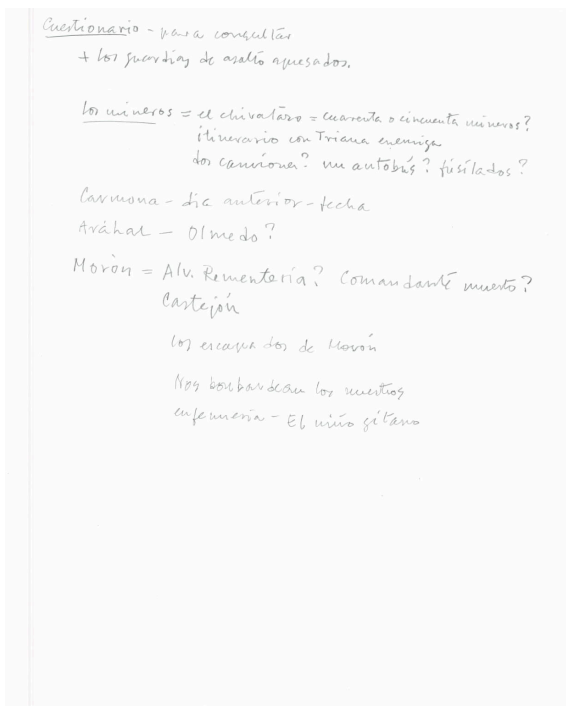 Cuestionario - para consultar
+ los guardias de asalto apresados.
Los mineros = el chivatazo = cuarenta o cincuenta mineros?
itinerario con Triana enemiga
dos camiones? un autobús? fusilados?
Carmona - día anterior - fecha
Aráhal - Olmedo?
Morón = Alv. Rementería? Comandante muerto?
Castejón
los escapados de Morón
Nos bombardean los nuestros
enfermería - El niño gitano